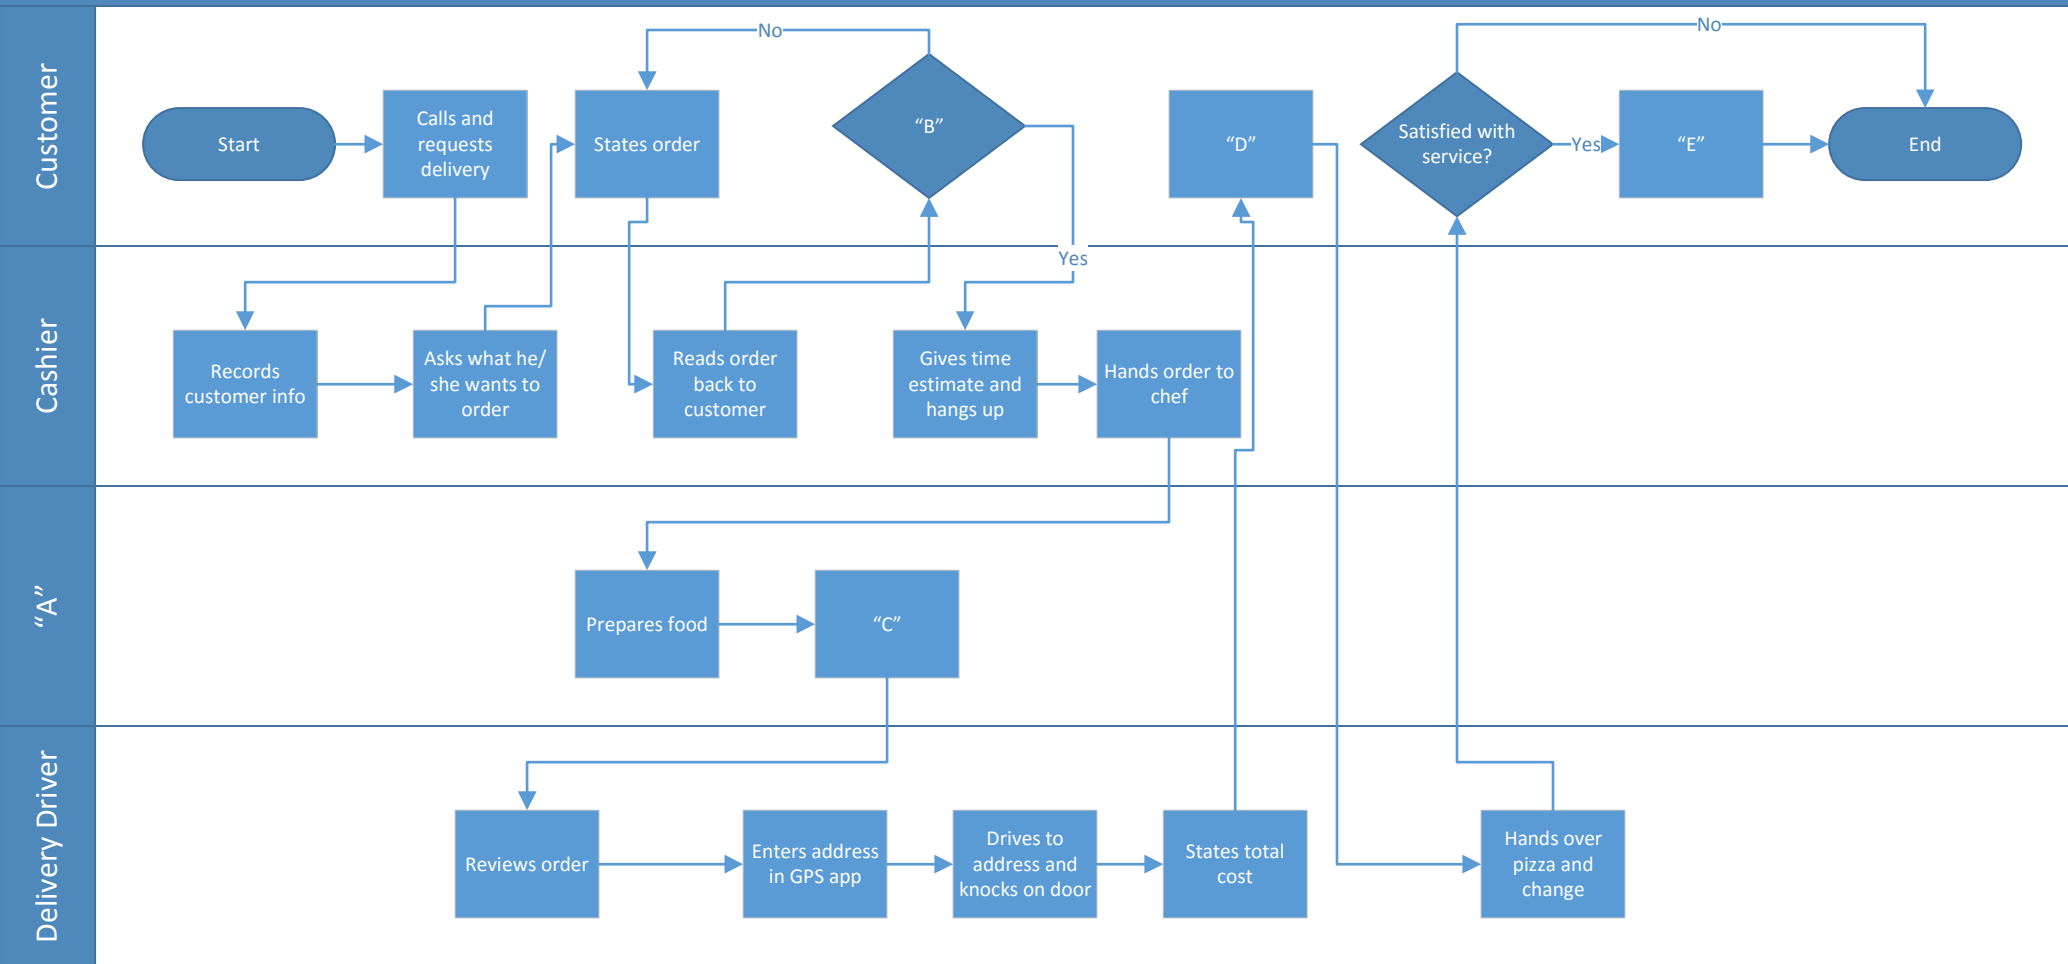 Customer
Start
Calls and
requests
delivery
States order
No
“B”
Yes
“D”
Satisfied with
service?
No
Yes
“E”
End
Cashier
Records
customer info
Asks what he/
she wants to
order
Reads order
back to
customer
Gives time
estimate and
hangs up
Hands order to
chef
“A”
Prepares food
“C”
Delivery Driver
Reviews order
Enters address
in GPS app
Drives to
address and
knocks on door
States total
cost
Hands over
pizza and
change